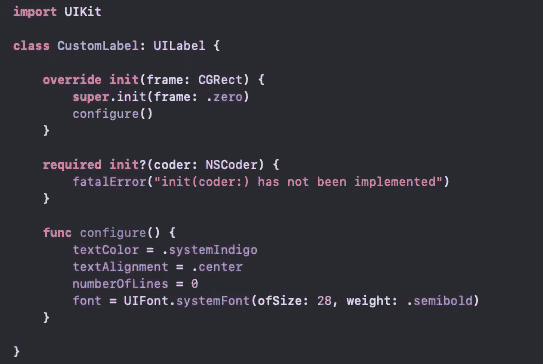 import UIKit
class CustomLabel: UILabel {
override init(frame: CGRect) {
super.init(frame: .zero)
configure()
}
required init?(coder: NSCoder) {
fatalError("init(coder:) has not been implemented")
}
func configure() {
textColor = .systemIndigo
textAlignment = .center
numberOfLines = 0
font = UIFont.systemFont(ofSize: 28, weight: .semibold)
}
}